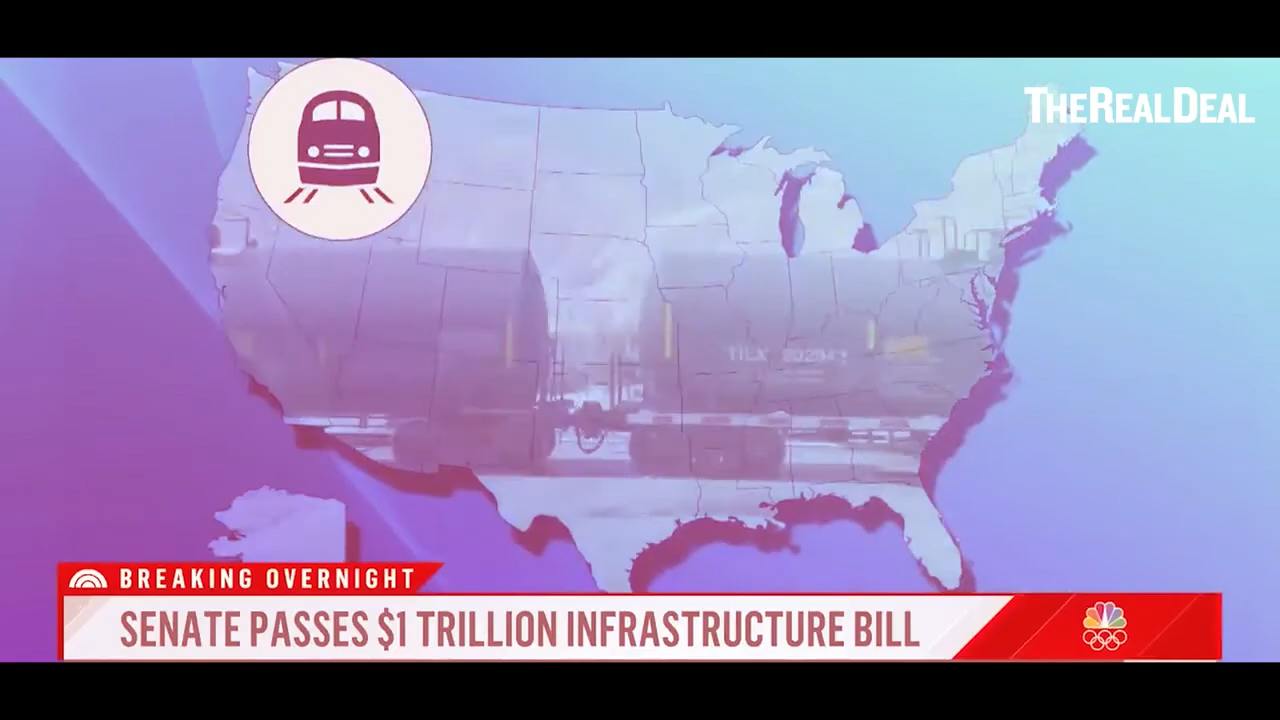 THEREALDEAL
BREAKING OVERNIGHT
SENATE PASSES $1 TRILLION INFRASTRUCTURE BILL